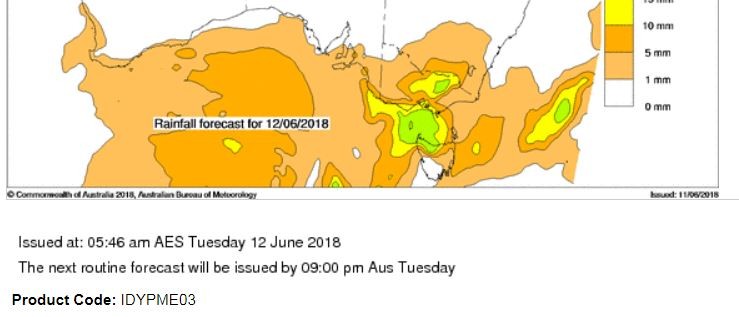 15 mm
10 mm
5 mm
1 mm
0 mm
Rainfall forecast for 12/06/2018
© Commonwealth of Australia 2018, Australian Bureau of Meteorology
Issued: 11/06/2018
Issued at: 05:46 am AES Tuesday 12 June 2018
The next routine forecast will be issued by 09:00 pm Aus Tuesday
Product Code: IDYPME03